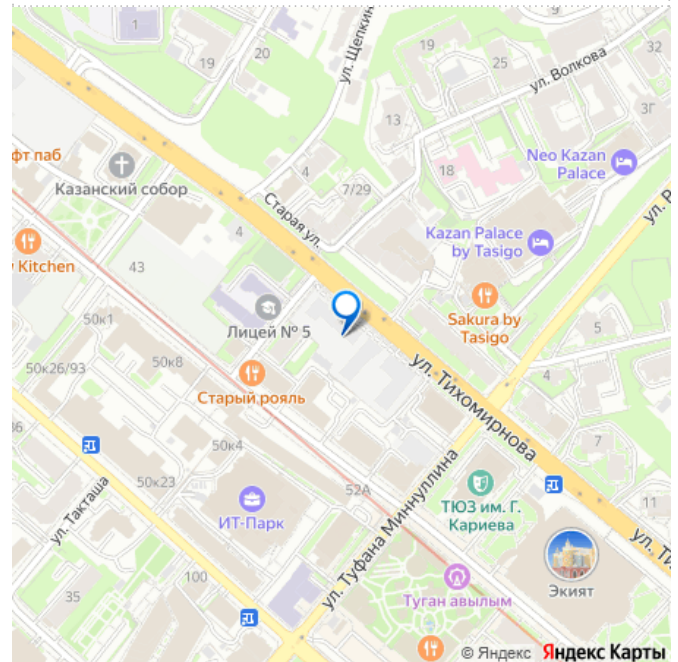 1
19
20
ул. Щепкин
19
25
9
32
ул. Волкова
3Г
13
18
Neo Kazan
Palace
фт паб
Казанский собор
4
7/29
Старая ул.
4
Kazan Palace
by Tasigo
ул. Р
y Kitchen
43
50к1
Лицей № 5
Sakura by
Tasigo
5
50к26/93
50к8
Старый рояль
ул. Тихомирнова
4
7
36
50к4
50к23
52А
ИТ-Парк
ул. Такташа
ТЮЗ им. Г.
Кариева
11
ул. Туфана Миннуллина
ул. Ти
Экият
100
35
Туган авылым
© Яндекс Яндекс Карты